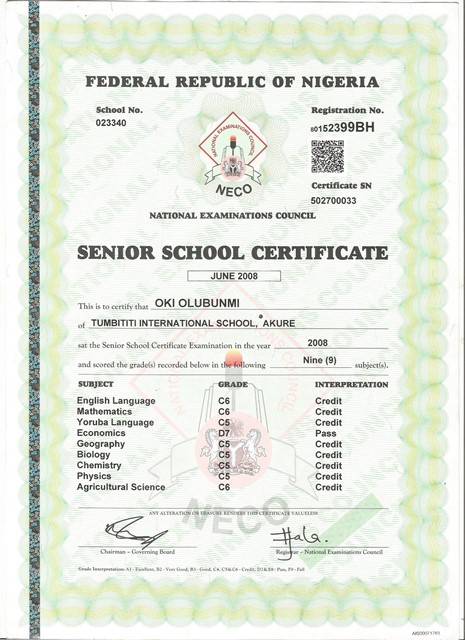 FEDERAL REPUBLIC OF NIGERIA
School No.
023340
Registration No.
80152399BH
NATIONAL EXAMINATIONS COUNCIL
NECO
Certificate SN
502700033
NATIONAL EXAMINATIONS COUNCIL
SENIOR SCHOOL CERTIFICATE
JUNE 2008
This is to certify that OKI OLUBUNMI
of TUMBITITI INTERNATIONAL SCHOOL, AKURE
sat the Senior School Certificate Examination in the year 2008
and scored the grade(s) recorded below in the following Nine (9) subject(s).
SUBJECT GRADE INTERPRETATION
English Language C6 Credit
Mathematics C6 Credit
Yoruba Language C5 Credit
Economics D7 Pass
Geography C5 Credit
Biology C5 Credit
Chemistry C5 Credit
Physics C5 Credit
Agricultural Science C6 Credit
NECO
ANY ALTERATION OR ERASURE RENDERS THIS CERTIFICATE VALUELESS
Chairman - Governing Board
Registrar - National Examinations Council
Grade Interpretation: A1 - Excellent, B2 - Very Good, B3 - Good, C4, C5&C6 - Credit, D7&E8 - Pass, F9 - Fail